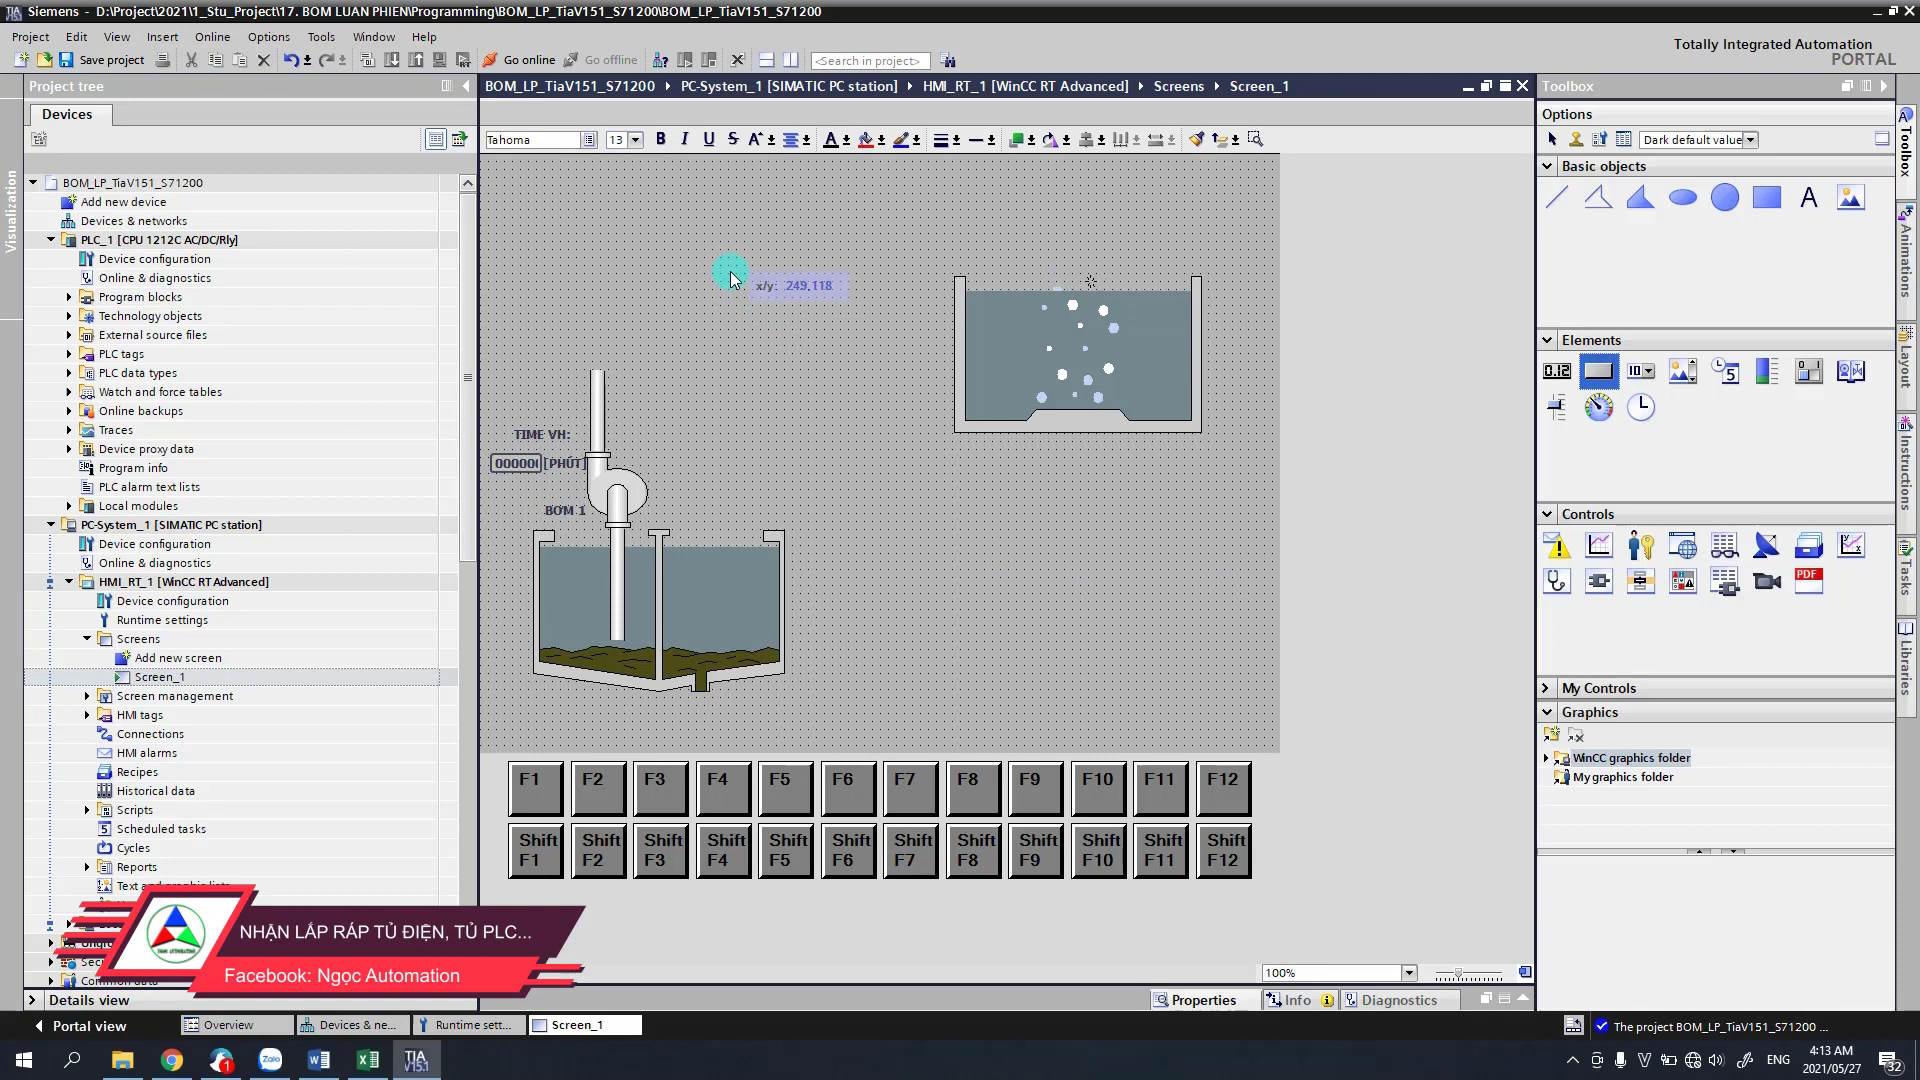 Siemens - D:\Project\2021\1_Stu_Project\17. BOM LUAN PHIEN\Programming\BOM_LP_TiaV151_S71200\BOM_LP_TiaV151_S71200
Project Edit View Insert Online Options Tools Window Help
Totally Integrated Automation
PORTAL
Save project
Go online
Go offline
<Search in project>
Project tree
BOM_LP_TiaV151_S71200 PC-System_1 [SIMATIC PC station] HMI_RT_1 [WinCC RT Advanced] Screens Screen_1
Toolbox
Devices
Options
Tahoma 13
Dark default value
Basic objects
Visualization
BOM_LP_TiaV151_S71200
Add new device
Devices & networks
PLC_1 [CPU 1212C AC/DC/Rly]
Device configuration
Online & diagnostics
Program blocks
Technology objects
External source files
PLC tags
PLC data types
Watch and force tables
Online backups
Traces
Device proxy data
Program info
PLC alarm text lists
Local modules
PC-System_1 [SIMATIC PC station]
Device configuration
Online & diagnostics
HMI_RT_1 [WinCC RT Advanced]
Device configuration
Runtime settings
Screens
Add new screen
Screen_1
Screen management
HMI tags
Connections
HMI alarms
Recipes
Historical data
Scripts
Scheduled tasks
Cycles
Reports
Details view
x/y: 249,118
TIME VH:
[PHÚT]
BƠM 1
F1 F2 F3 F4 F5 F6 F7 F8 F9 F10 F11 F12
Shift F1 Shift F2 Shift F3 Shift F4 Shift F5 Shift F6 Shift F7 Shift F8 Shift F9 Shift F10 Shift F11 Shift F12
Elements
Controls
PDF
My Controls
Graphics
WinCC graphics folder
My graphics folder
Toolbox
Animations
Layout
Instructions
Tasks
Libraries
NHẬN LẮP RÁP TỦ ĐIỆN, TỦ PLC...
Facebook: Ngọc Automation
100%
Properties Info Diagnostics
Portal view Overview Devices & ne... Runtime sett... Screen_1
The project BOM_LP_TiaV151_S71200 ...
ENG
4:13 AM
2021/05/27
32